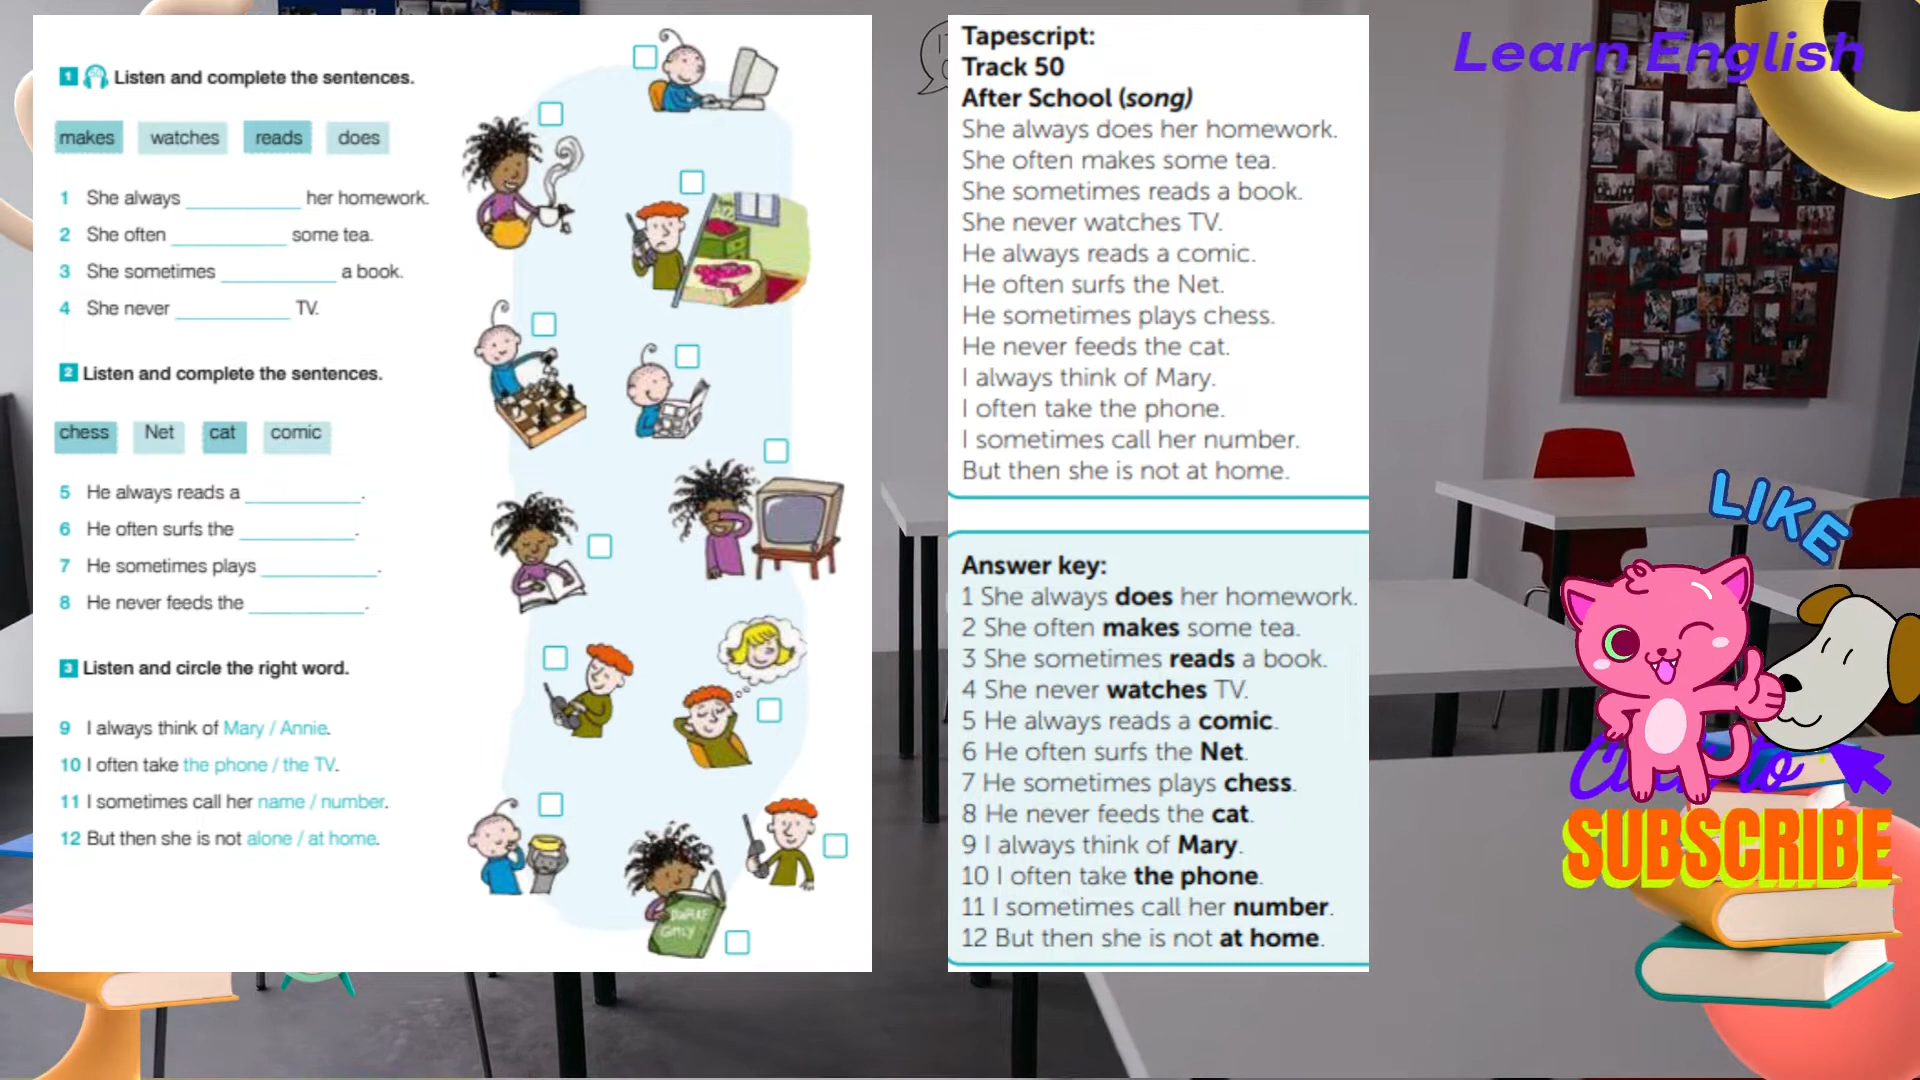 1 Listen and complete the sentences.
makes watches reads does
1 She always ____________ her homework.
2 She often ____________ some tea.
3 She sometimes ____________ a book.
4 She never ____________ TV.
2 Listen and complete the sentences.
chess Net cat comic
5 He always reads a ____________.
6 He often surfs the ____________.
7 He sometimes plays ____________.
8 He never feeds the ____________.
3 Listen and circle the right word.
9 I always think of Mary / Annie.
10 I often take the phone / the TV.
11 I sometimes call her name / number.
12 But then she is not alone / at home.
Tapescript:
Track 50
After School (song)
She always does her homework.
She often makes some tea.
She sometimes reads a book.
She never watches TV.
He always reads a comic.
He often surfs the Net.
He sometimes plays chess.
He never feeds the cat.
I always think of Mary.
I often take the phone.
I sometimes call her number.
But then she is not at home.
Answer key:
1 She always does her homework.
2 She often makes some tea.
3 She sometimes reads a book.
4 She never watches TV.
5 He always reads a comic.
6 He often surfs the Net.
7 He sometimes plays chess.
8 He never feeds the cat.
9 I always think of Mary.
10 I often take the phone.
11 I sometimes call her number.
12 But then she is not at home.
Learn English
LIKE
to
SUBSCRIBE